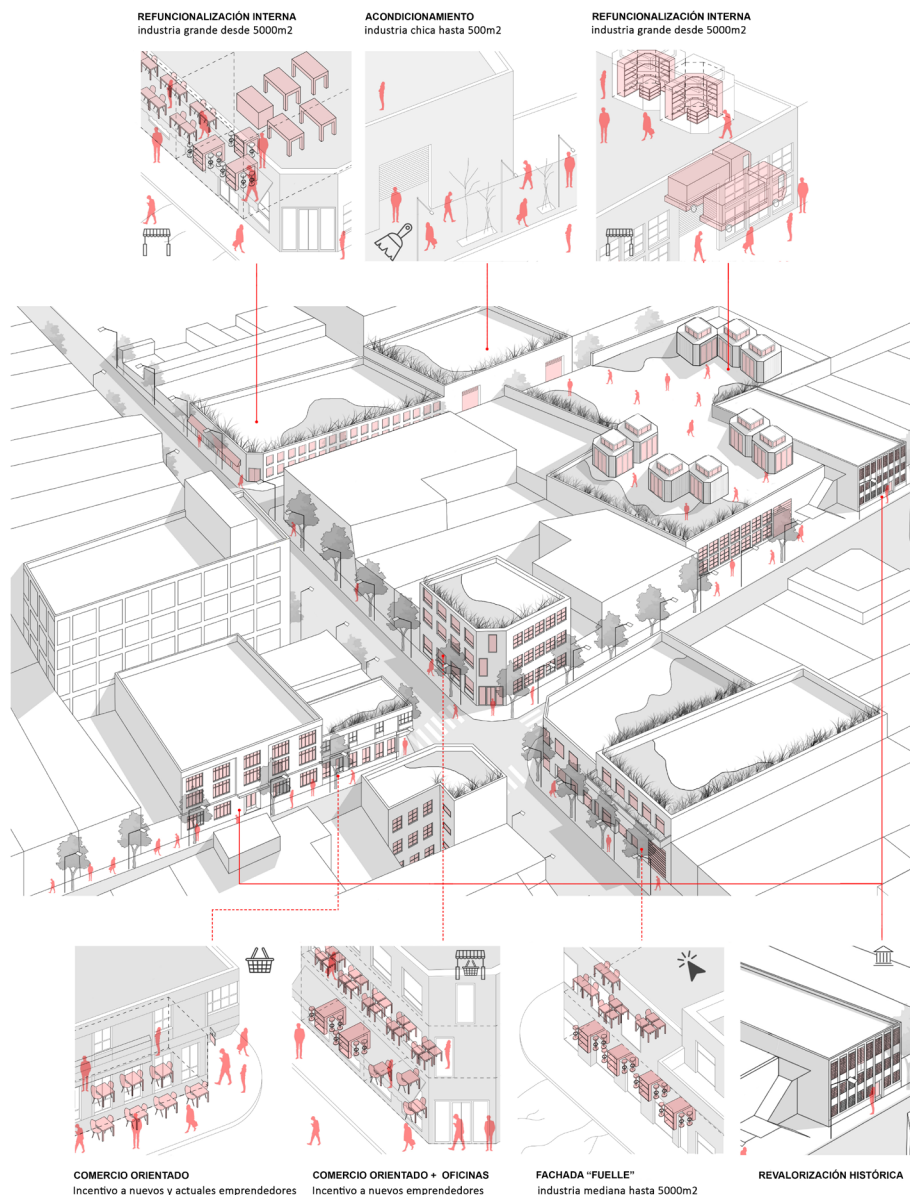 REFUNCIONALIZACIÓN INTERNA
industria grande desde 5000m2
ACONDICIONAMIENTO
industria chica hasta 500m2
REFUNCIONALIZACIÓN INTERNA
industria grande desde 5000m2
COMERCIO ORIENTADO
Incentivo a nuevos y actuales emprendedores
COMERCIO ORIENTADO + OFICINAS
Incentivo a nuevos emprendedores
FACHADA “FUELLE”
industria mediana hasta 5000m2
REVALORIZACIÓN HISTÓRICA